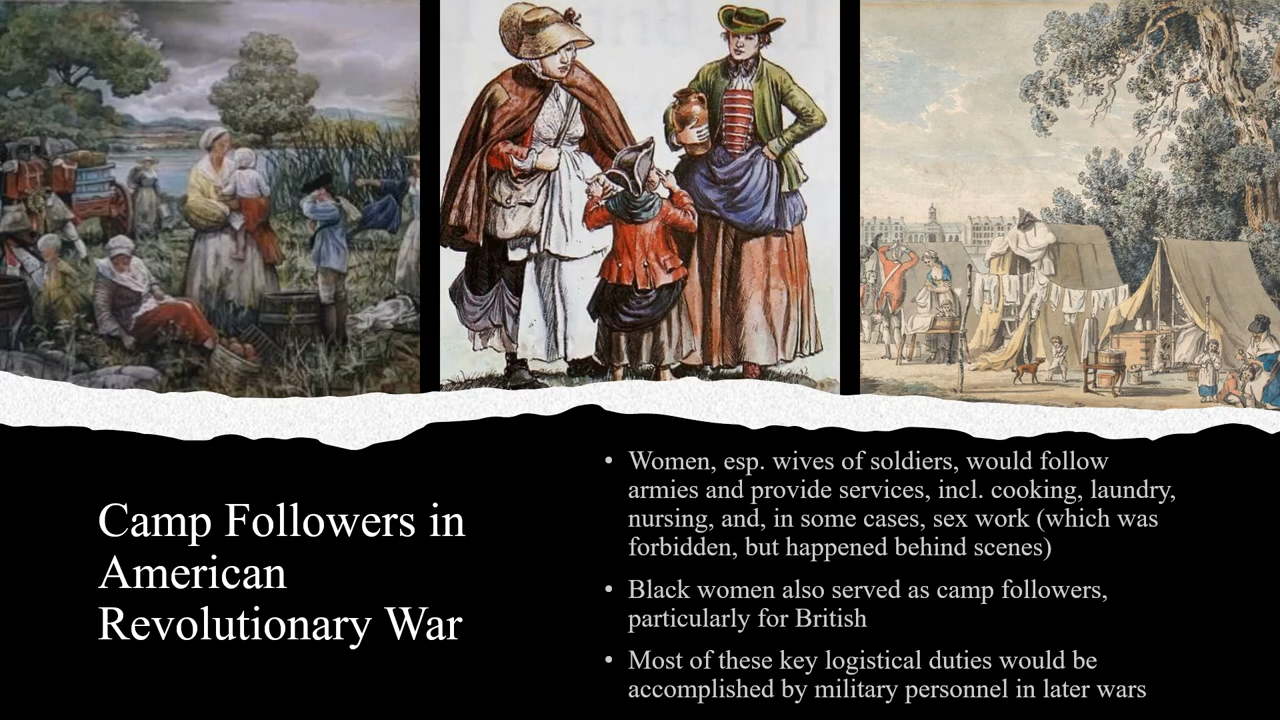 Camp Followers in
American
Revolutionary War
• Women, esp. wives of soldiers, would follow
armies and provide services, incl. cooking, laundry,
nursing, and, in some cases, sex work (which was
forbidden, but happened behind scenes)
• Black women also served as camp followers,
particularly for British
• Most of these key logistical duties would be
accomplished by military personnel in later wars